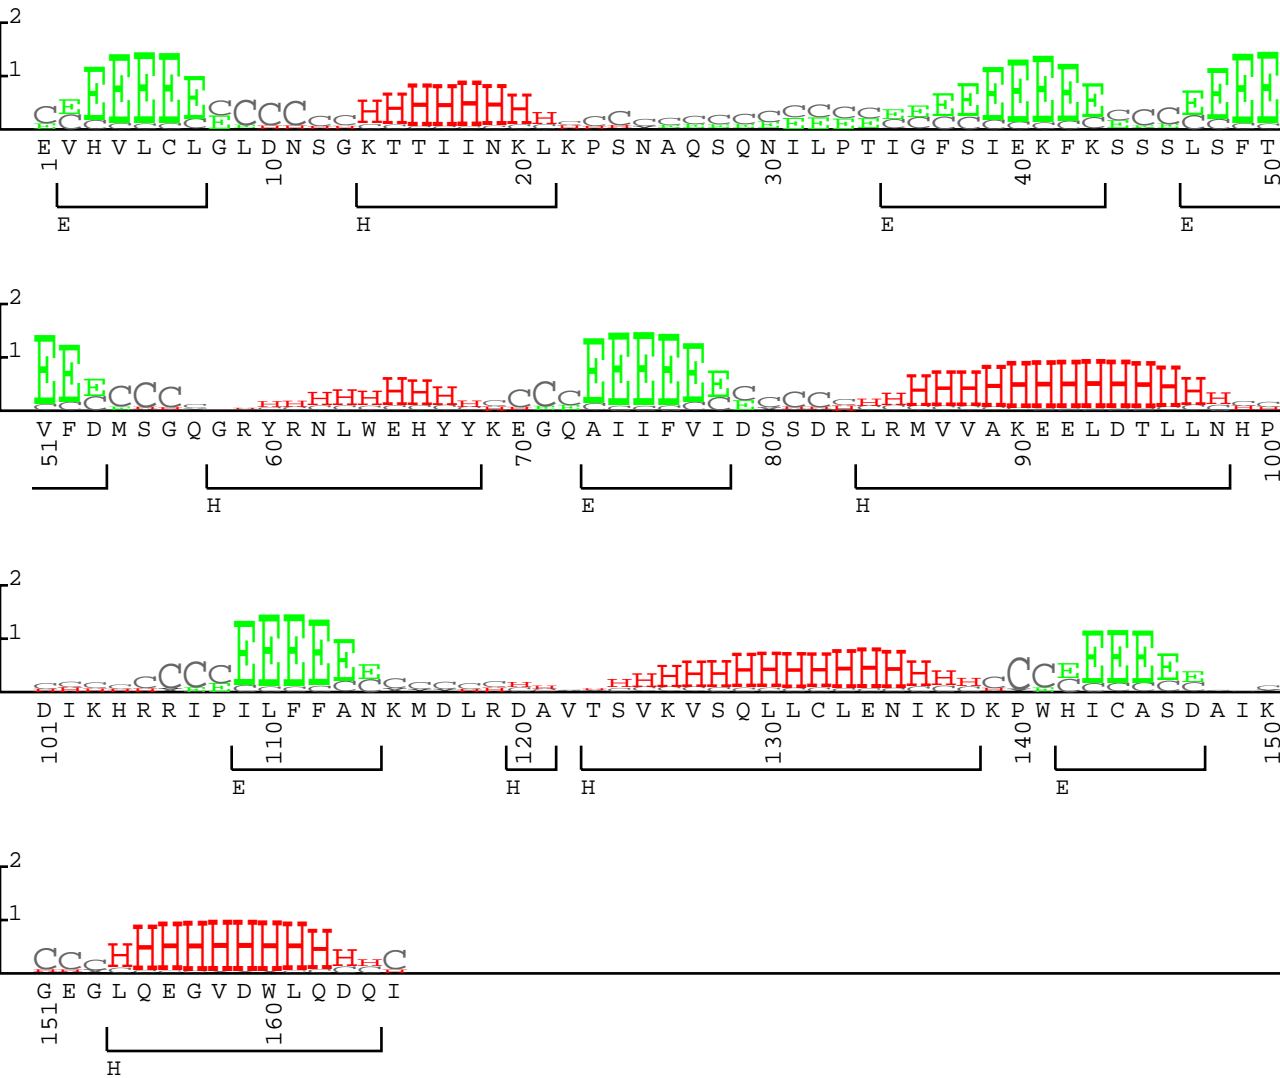 2
1
E V H V L C L G L D N S G K T T I I N K L K P S N A Q S Q N I L P T I G F S I E K F K S S S L S F T
1 10 20 30 40 50
E H E E
2
1
V F D M S G Q G R Y R N L W E H Y Y K E G Q A I I F V I D S S D R L R M V V A K E E L D T L L N H P
51 60 70 80 90 100
H E H
2
1
D I K H R R I P I L F F A N K M D L R D A V T S V K V S Q L L C L E N I K D K P W H I C A S D A I K
101 110 120 130 140 150
E H H E
2
1
G E G L Q E G V D W L Q D Q I
151 160
H